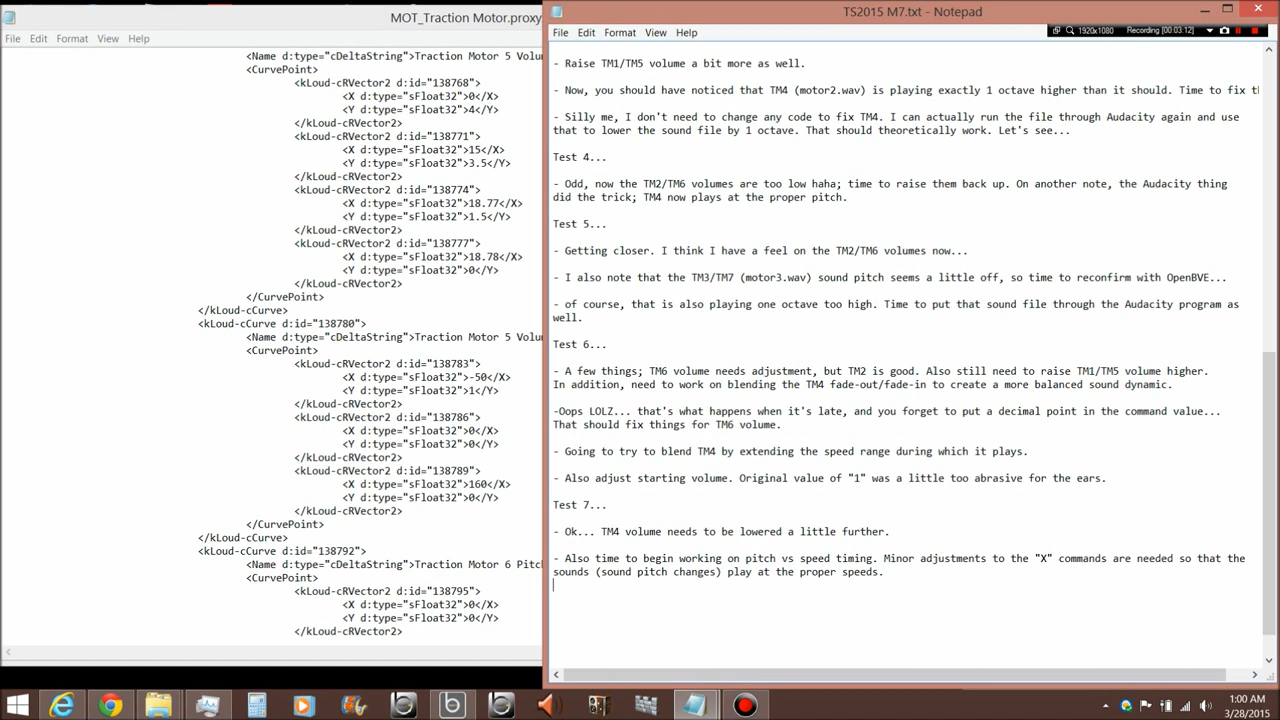 MOT_Traction Motor.proxy
File Edit Format View Help
<Name d:type="cDeltaString">Traction Motor 5 Volu
<CurvePoint>
<kLoud-cRVector2 d:id="138768">
<X d:type="sFloat32">0</X>
<Y d:type="sFloat32">4</Y>
</kLoud-cRVector2>
<kLoud-cRVector2 d:id="138771">
<X d:type="sFloat32">15</X>
<Y d:type="sFloat32">3.5</Y>
</kLoud-cRVector2>
<kLoud-cRVector2 d:id="138774">
<X d:type="sFloat32">18.77</X>
<Y d:type="sFloat32">1.5</Y>
</kLoud-cRVector2>
<kLoud-cRVector2 d:id="138777">
<X d:type="sFloat32">18.78</X>
<Y d:type="sFloat32">0</Y>
</kLoud-cRVector2>
</CurvePoint>
</kLoud-cCurve>
<kLoud-cCurve d:id="138780">
<Name d:type="cDeltaString">Traction Motor 5 Volu
<CurvePoint>
<kLoud-cRVector2 d:id="138783">
<X d:type="sFloat32">-50</X>
<Y d:type="sFloat32">1</Y>
</kLoud-cRVector2>
<kLoud-cRVector2 d:id="138786">
<X d:type="sFloat32">0</X>
<Y d:type="sFloat32">0</Y>
</kLoud-cRVector2>
<kLoud-cRVector2 d:id="138789">
<X d:type="sFloat32">160</X>
<Y d:type="sFloat32">0</Y>
</kLoud-cRVector2>
</CurvePoint>
</kLoud-cCurve>
<kLoud-cCurve d:id="138792">
<Name d:type="cDeltaString">Traction Motor 6 Pitch
<CurvePoint>
<kLoud-cRVector2 d:id="138795">
<X d:type="sFloat32">0</X>
<Y d:type="sFloat32">0</Y>
</kLoud-cRVector2>
TS2015 M7.txt - Notepad
File Edit Format View Help
1920x1080 Recording [00:03:12]
- Raise TM1/TM5 volume a bit more as well.
- Now, you should have noticed that TM4 (motor2.wav) is playing exactly 1 octave higher than it should. Time to fix th
- Silly me, I don't need to change any code to fix TM4. I can actually run the file through Audacity again and use
that to lower the sound file by 1 octave. That should theoretically work. Let's see...
Test 4...
- Odd, now the TM2/TM6 volumes are too low haha; time to raise them back up. On another note, the Audacity thing
did the trick; TM4 now plays at the proper pitch.
Test 5...
- Getting closer. I think I have a feel on the TM2/TM6 volumes now...
- I also note that the TM3/TM7 (motor3.wav) sound pitch seems a little off, so time to reconfirm with OpenBVE...
- of course, that is also playing one octave too high. Time to put that sound file through the Audacity program as
well.
Test 6...
- A few things; TM6 volume needs adjustment, but TM2 is good. Also still need to raise TM1/TM5 volume higher.
In addition, need to work on blending the TM4 fade-out/fade-in to create a more balanced sound dynamic.
-Oops LOLZ... that's what happens when it's late, and you forget to put a decimal point in the command value...
That should fix things for TM6 volume.
- Going to try to blend TM4 by extending the speed range during which it plays.
- Also adjust starting volume. Original value of "1" was a little too abrasive for the ears.
Test 7...
- Ok... TM4 volume needs to be lowered a little further.
- Also time to begin working on pitch vs speed timing. Minor adjustments to the "X" commands are needed so that the
sounds (sound pitch changes) play at the proper speeds.
1:00 AM
3/28/2015